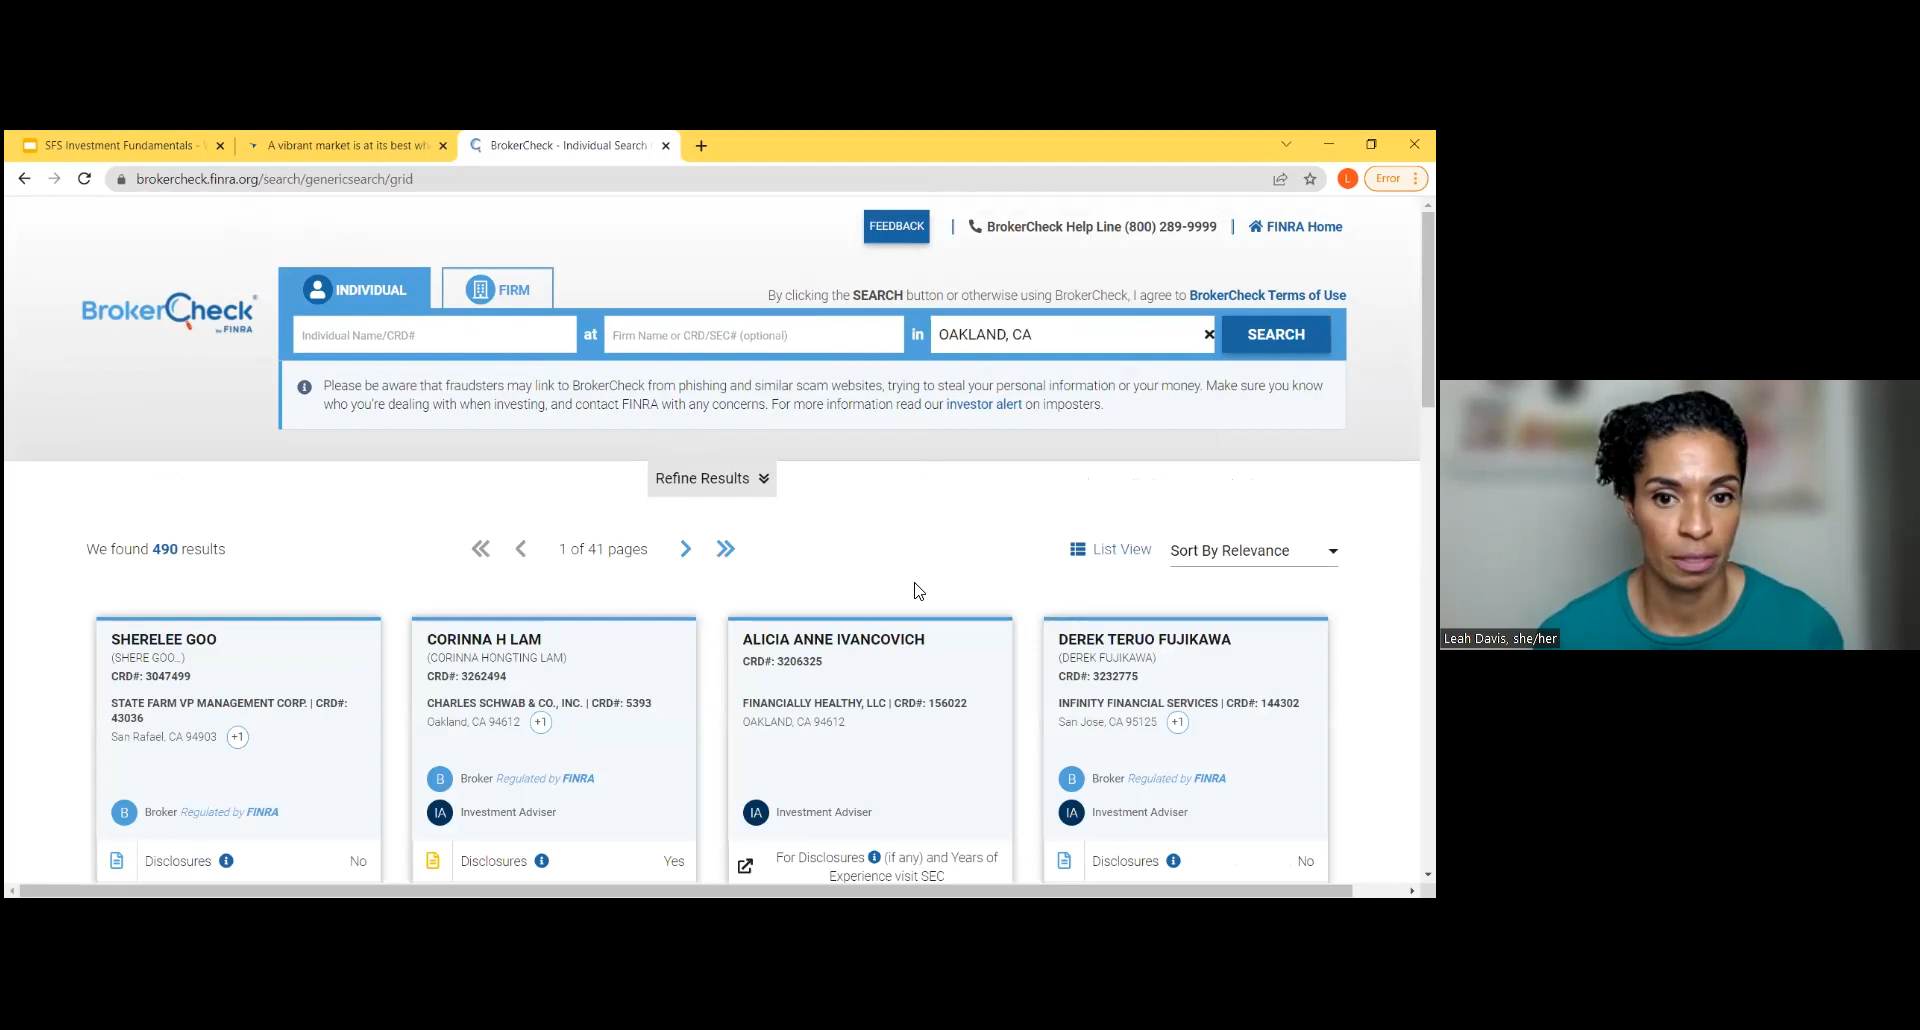 SFS Investment Fundamentals -
A vibrant market is at its best wh
BrokerCheck - Individual Search
brokercheck.finra.org/search/genericsearch/grid
L
Error
FEEDBACK
BrokerCheck Help Line (800) 289-9999
FINRA Home
INDIVIDUAL
FIRM
By clicking the SEARCH button or otherwise using BrokerCheck, I agree to BrokerCheck Terms of Use
BrokerCheck
by FINRA
Individual Name/CRD#
at
Firm Name or CRD/SEC# (optional)
in
OAKLAND, CA
SEARCH
Please be aware that fraudsters may link to BrokerCheck from phishing and similar scam websites, trying to steal your personal information or your money. Make sure you know
who you're dealing with when investing, and contact FINRA with any concerns. For more information read our investor alert on imposters.
Refine Results
We found 490 results
1 of 41 pages
List View
Sort By Relevance
SHERELEE GOO
(SHERE GOO...)
CRD#: 3047499
STATE FARM VP MANAGEMENT CORP. | CRD#:
43036
San Rafael, CA 94903
+1
B
Broker Regulated by FINRA
Disclosures
No
CORINNA H LAM
(CORINNA HONGTING LAM)
CRD#: 3262494
CHARLES SCHWAB & CO., INC. | CRD#: 5393
Oakland, CA 94612
+1
B
Broker Regulated by FINRA
IA
Investment Adviser
Disclosures
Yes
ALICIA ANNE IVANCOVICH
CRD#: 3206325
FINANCIALLY HEALTHY, LLC | CRD#: 156022
OAKLAND, CA 94612
IA
Investment Adviser
For Disclosures (if any) and Years of
Experience visit SEC
DEREK TERUO FUJIKAWA
(DEREK FUJIKAWA)
CRD#: 3232775
INFINITY FINANCIAL SERVICES | CRD#: 144302
San Jose, CA 95125
+1
B
Broker Regulated by FINRA
IA
Investment Adviser
Disclosures
No
Leah Davis, she/her